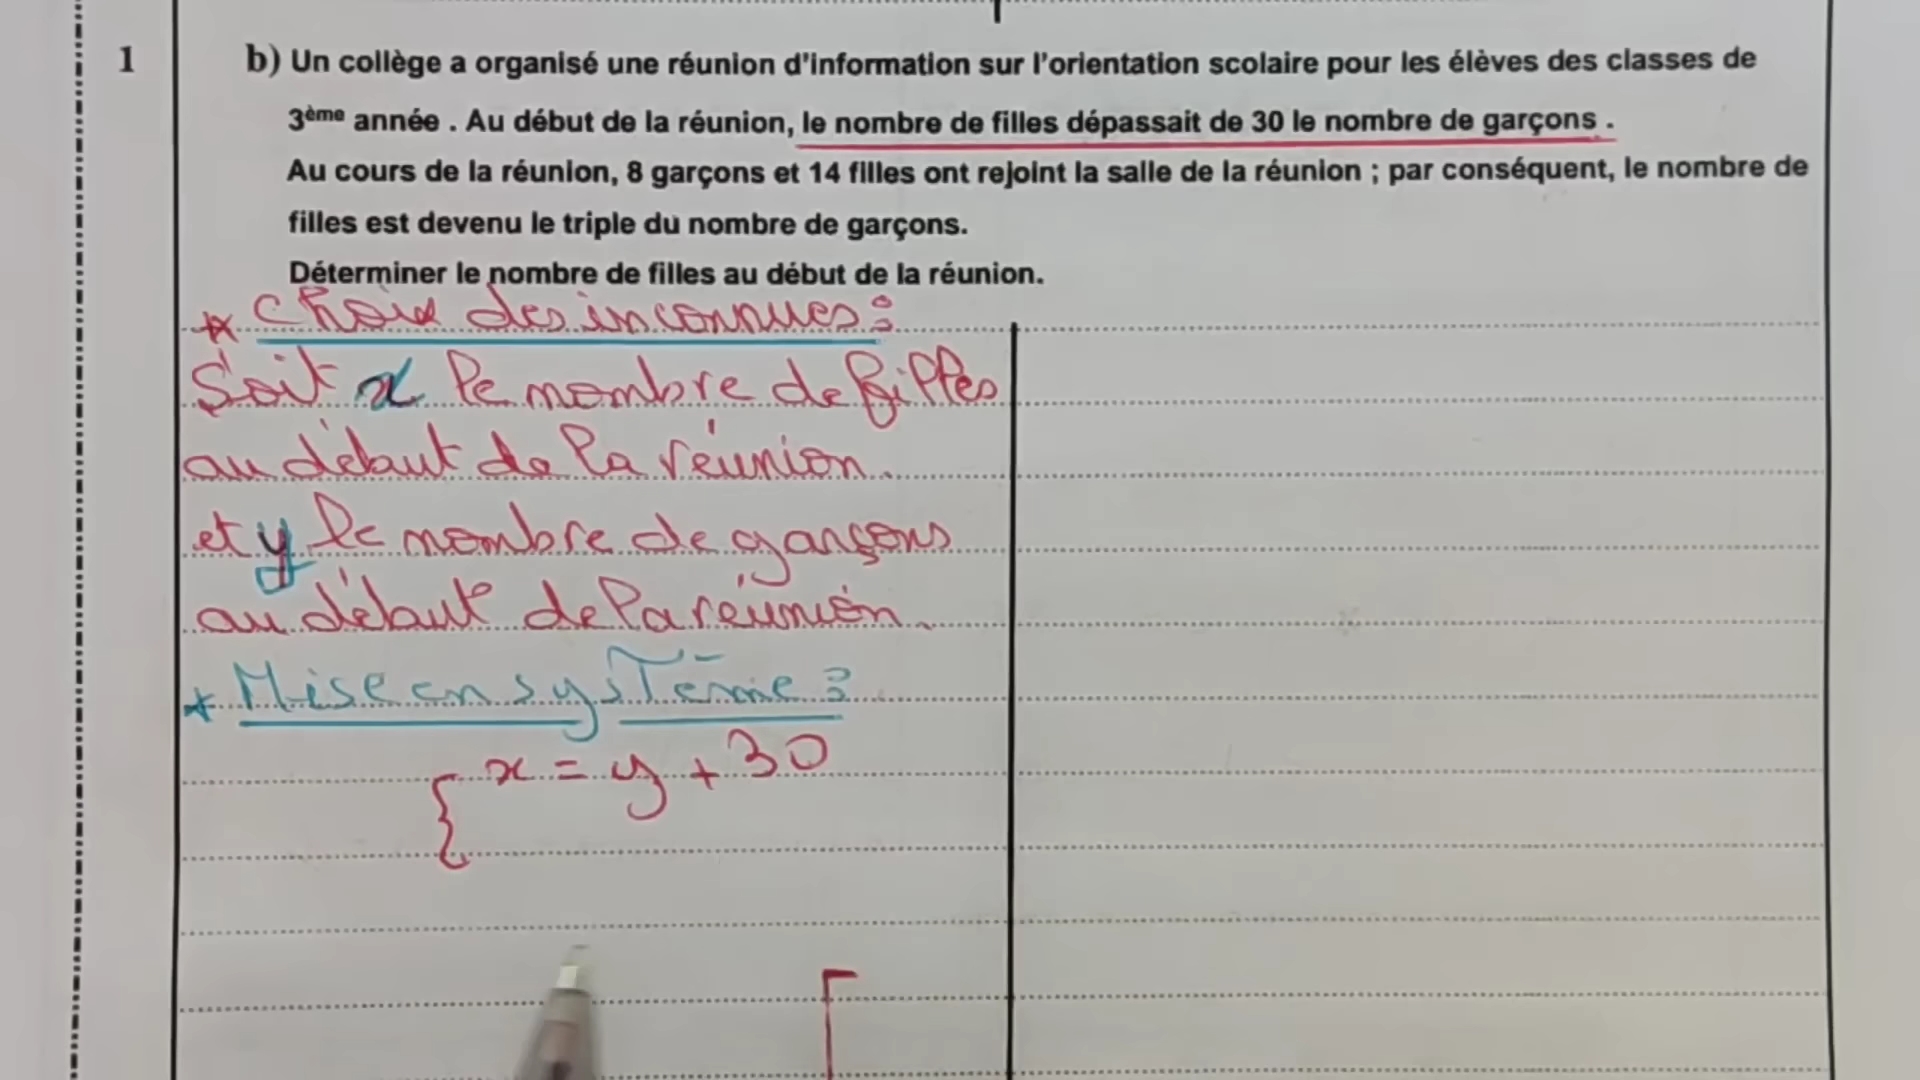 1
b) Un collège a organisé une réunion d'information sur l'orientation scolaire pour les élèves des classes de
3ème année . Au début de la réunion, le nombre de filles dépassait de 30 le nombre de garçons .
Au cours de la réunion, 8 garçons et 14 filles ont rejoint la salle de la réunion ; par conséquent, le nombre de
filles est devenu le triple du nombre de garçons.
Déterminer le nombre de filles au début de la réunion.
* choix des inconnues :
Soit x le nombre de filles
au début de la réunion.
et y le nombre de garçons
au début de la réunion.
* Mise en système :
{ x = y + 30